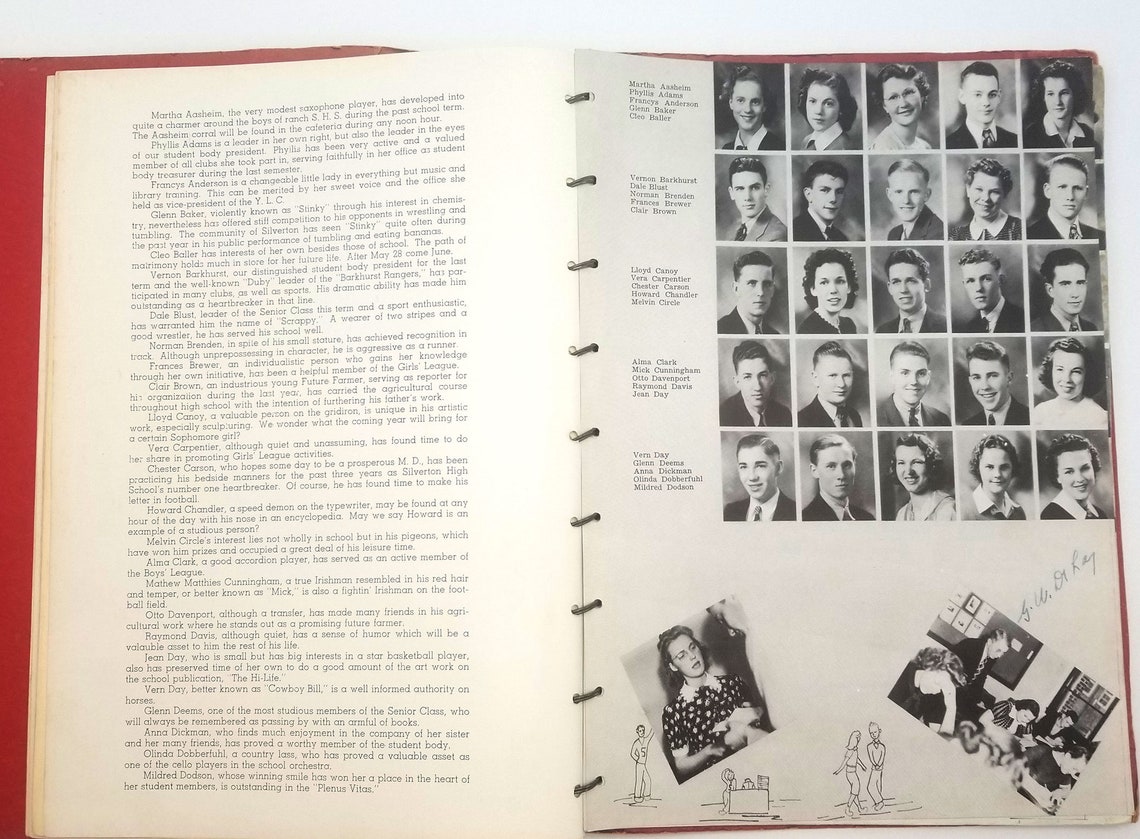 Martha Aasheim, the very modest saxophone player, has developed into
quite a charmer around the boys of ranch S. H. S. during the past school term.
The Aasheim corral will be found in the cafeteria during any noon hour.
Phyllis Adams is a leader in her own right, but also the leader in the eyes
of our student body president. Phyllis has been very active and a valued
member of all clubs she took part in, serving faithfully in her office as student
body treasurer during the last semester.
Francys Anderson is a changeable little lady in everything but music and
library training. This can be merited by her sweet voice and the office she
held as vice-president of the Y. L. C.
Glenn Baker, violently known as "Stinky" through his interest in chemis-
try, nevertheless has offered stiff competition to his opponents in wrestling and
tumbling. The community of Silverton has seen "Stinky" quite often during
the past year in his public performance of tumbling and eating bananas.
Cleo Baller has interests of her own besides those of school. The path of
matrimony holds much in store for her future life. After May 28 come June.
Vernon Barkhurst, our distinguished student body president for the last
term and the well-known "Duby" leader of the "Barkhurst Rangers," has par-
ticipated in many clubs, as well as sports. His dramatic ability has made him
outstanding as a heartbreaker in that line.
Dale Blust, leader of the Senior Class this term and a sport enthusiastic,
has warranted him the name of "Scrappy." A wearer of two stripes and a
good wrestler, he has served his school well.
Norman Brenden, in spite of his small stature, has achieved recognition in
track. Although unprepossessing in character, he is aggressive as a runner.
Frances Brewer, an individualistic person who gains her knowledge
through her own initiative, has been a helpful member of the Girls' League.
Clair Brown, an industrious young Future Farmer, serving as reporter for
his organization during the last year, has carried the agricultural course
throughout high school with the intention of furthering his father's work.
Lloyd Canoy, a valuable person on the gridiron, is unique in his artistic
work, especially sculpturing. We wonder what the coming year will bring for
a certain Sophomore girl?
Vera Carpentier, although quiet and unassuming, has found time to do
her share in promoting Girls' League activities.
Chester Carson, who hopes some day to be a prosperous M. D., has been
practicing his bedside manners for the past three years as Silverton High
School's number one heartbreaker. Of course, he has found time to make his
letter in football.
Howard Chandler, a speed demon on the typewriter, may be found at any
hour of the day with his nose in an encyclopedia. May we say Howard is an
example of a studious person?
Melvin Circle's interest lies not wholly in school but in his pigeons, which
have won him prizes and occupied a great deal of his leisure time.
Alma Clark, a good accordion player, has served as an active member of
the Boys' League.
Mathew Matthies Cunningham, a true Irishman resembled in his red hair
and temper, or better known as "Mick," is also a fightin' Irishman on the foot-
ball field.
Otto Davenport, although a transfer, has made many friends in his agri-
cultural work where he stands out as a promising future farmer.
Raymond Davis, although quiet, has a sense of humor which will be a
valauble asset to him the rest of his life.
Jean Day, who is small but has big interests in a star basketball player,
also has preserved time of her own to do a good amount of the art work on
the school publication, "The Hi-Life."
Vern Day, better known as "Cowboy Bill," is a well informed authority on
horses.
Glenn Deems, one of the most studious members of the Senior Class, who
will always be remembered as passing by with an armful of books.
Anna Dickman, who finds much enjoyment in the company of her sister
and her many friends, has proved a worthy member of the student body.
Olinda Dobberfuhl, a country lass, who has proved a valuable asset as
one of the cello players in the school orchestra.
Mildred Dodson, whose winning smile has won her a place in the heart of
her student members, is outstanding in the "Plenus Vitas."
Martha Aasheim
Phyllis Adams
Francys Anderson
Glenn Baker
Cleo Baller
Vernon Barkhurst
Dale Blust
Norman Brenden
Frances Brewer
Clair Brown
Lloyd Canoy
Vera Carpentier
Chester Carson
Howard Chandler
Melvin Circle
Alma Clark
Mick Cunningham
Otto Davenport
Raymond Davis
Jean Day
Vern Day
Glenn Deems
Anna Dickman
Olinda Dobberfuhl
Mildred Dodson
S